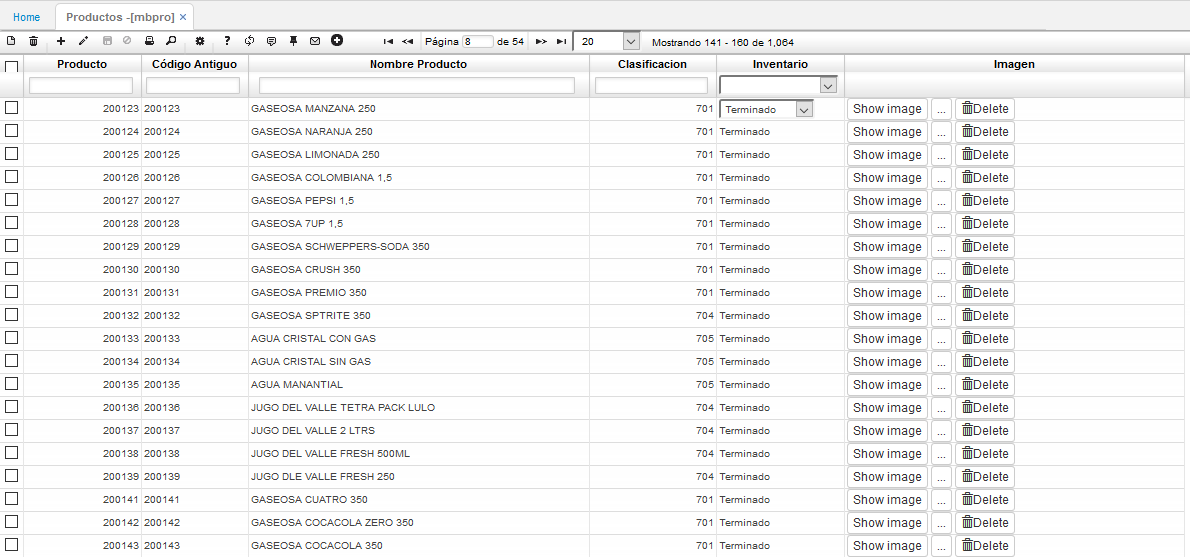 Home Productos -[mbpro] ×
Página 8 de 54 20 Mostrando 141 - 160 de 1,064
Producto Código Antiguo Nombre Producto Clasificacion Inventario Imagen
200123 200123 GASEOSA MANZANA 250 701 Terminado Show image ... Delete
200124 200124 GASEOSA NARANJA 250 701 Terminado Show image ... Delete
200125 200125 GASEOSA LIMONADA 250 701 Terminado Show image ... Delete
200126 200126 GASEOSA COLOMBIANA 1,5 701 Terminado Show image ... Delete
200127 200127 GASEOSA PEPSI 1,5 701 Terminado Show image ... Delete
200128 200128 GASEOSA 7UP 1,5 701 Terminado Show image ... Delete
200129 200129 GASEOSA SCHWEPPERS-SODA 350 701 Terminado Show image ... Delete
200130 200130 GASEOSA CRUSH 350 701 Terminado Show image ... Delete
200131 200131 GASEOSA PREMIO 350 701 Terminado Show image ... Delete
200132 200132 GASEOSA SPTRITE 350 704 Terminado Show image ... Delete
200133 200133 AGUA CRISTAL CON GAS 705 Terminado Show image ... Delete
200134 200134 AGUA CRISTAL SIN GAS 705 Terminado Show image ... Delete
200135 200135 AGUA MANANTIAL 705 Terminado Show image ... Delete
200136 200136 JUGO DEL VALLE TETRA PACK LULO 704 Terminado Show image ... Delete
200137 200137 JUGO DEL VALLE 2 LTRS 704 Terminado Show image ... Delete
200138 200138 JUGO DEL VALLE FRESH 500ML 704 Terminado Show image ... Delete
200139 200139 JUGO DLE VALLE FRESH 250 704 Terminado Show image ... Delete
200141 200141 GASEOSA CUATRO 350 701 Terminado Show image ... Delete
200142 200142 GASEOSA COCACOLA ZERO 350 701 Terminado Show image ... Delete
200143 200143 GASEOSA COCACOLA 350 701 Terminado Show image ... Delete